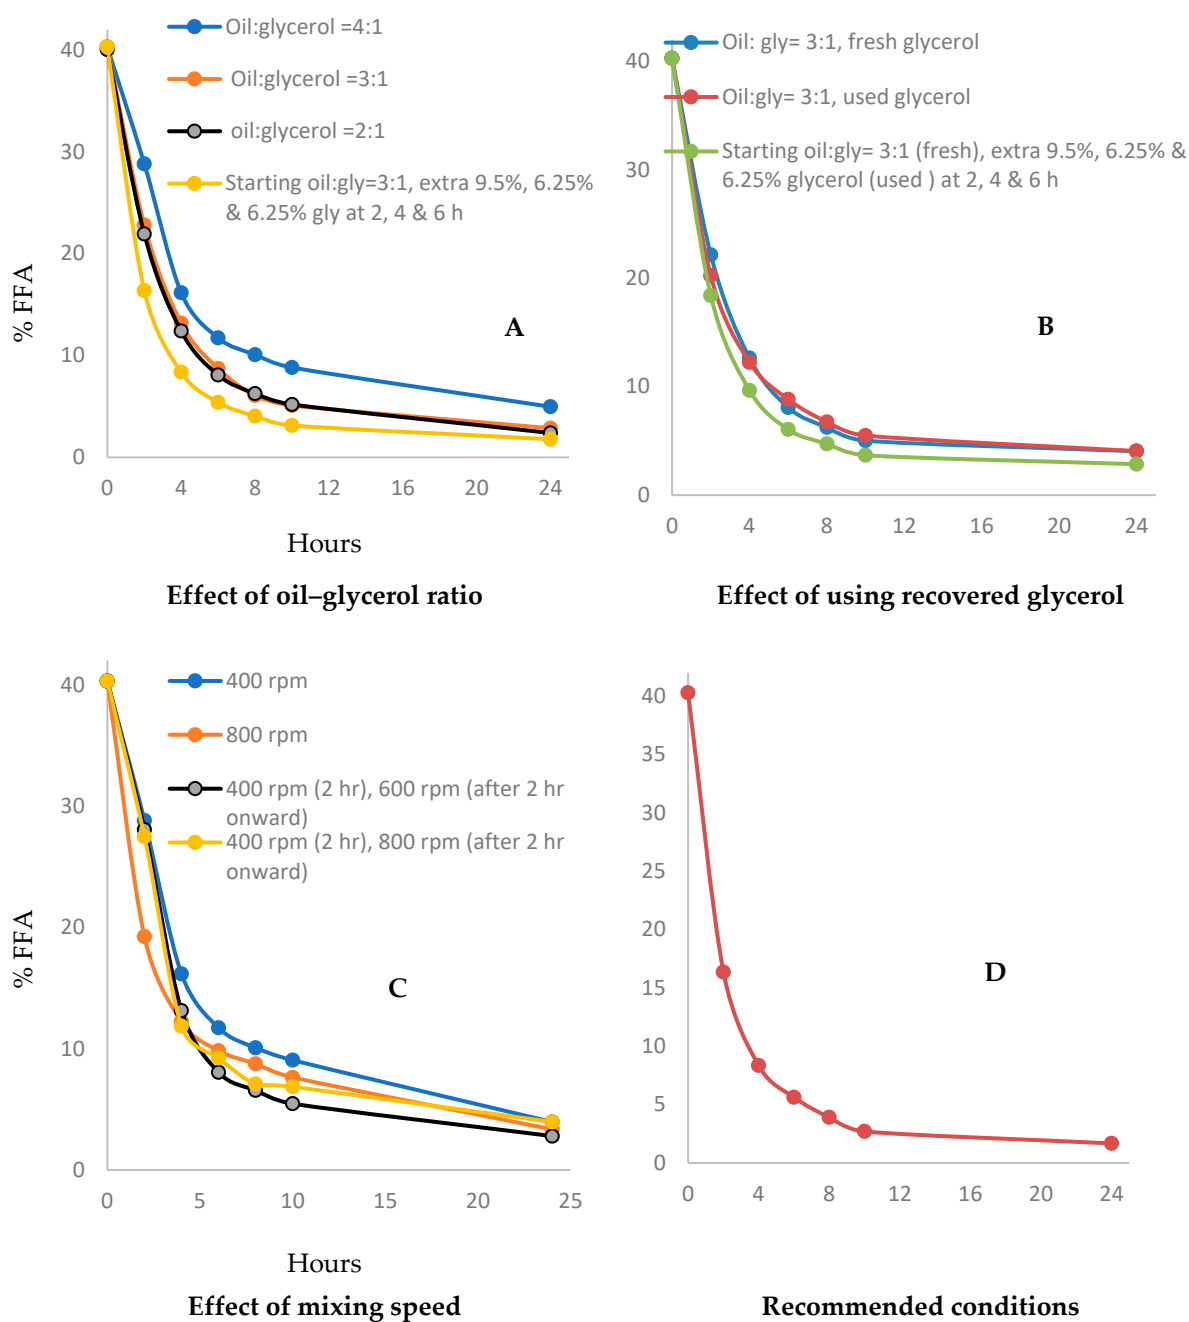 Oil:glycerol =4:1
Oil:glycerol =3:1
oil:glycerol =2:1
Starting oil:gly=3:1, extra 9.5%, 6.25%
& 6.25% gly at 2, 4 & 6 h
40
30
20
10
0
% FFA
A
0 4 8 12 16 20 24
Hours
Effect of oil–glycerol ratio
Oil: gly= 3:1, fresh glycerol
Oil:gly= 3:1, used glycerol
Starting oil:gly= 3:1 (fresh), extra 9.5%, 6.25% &
6.25% glycerol (used ) at 2, 4 & 6 h
40
30
20
10
0
B
0 4 8 12 16 20 24
Effect of using recovered glycerol
400 rpm
800 rpm
400 rpm (2 hr), 600 rpm (after 2 hr
onward)
400 rpm (2 hr), 800 rpm (after 2 hr
onward)
40
30
20
10
0
% FFA
C
0 5 10 15 20 25
Hours
Effect of mixing speed
40
35
30
25
20
15
10
5
0
D
0 4 8 12 16 20 24
Recommended conditions